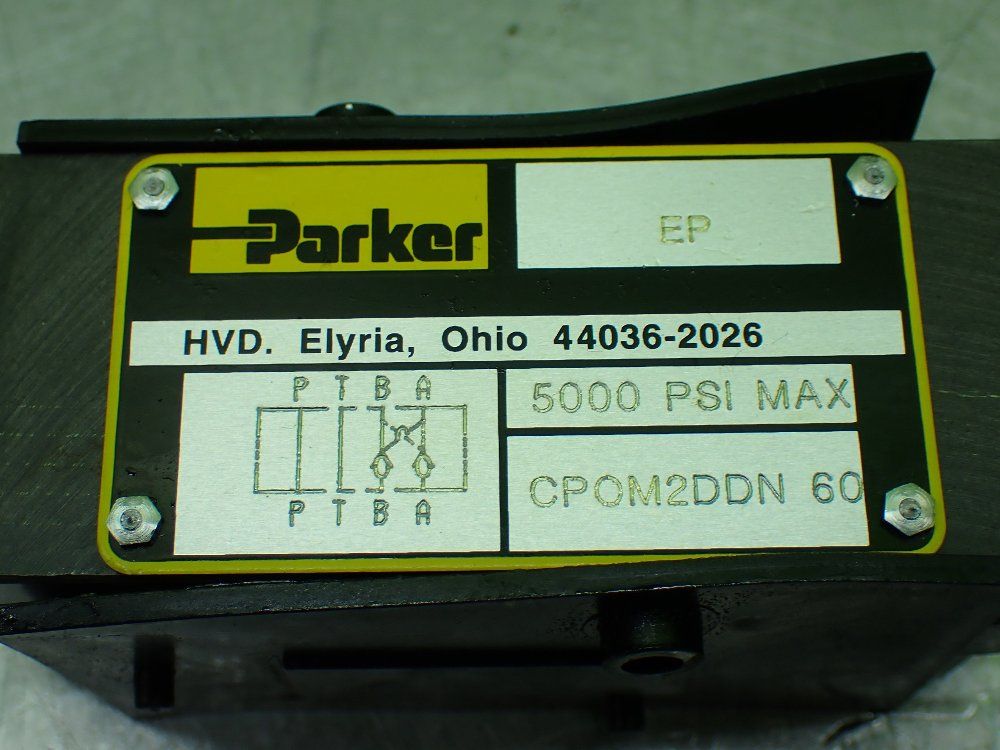 Parker
EP
HVD. Elyria, Ohio 44036-2026
P T B A
P T B A
5000 PSI MAX
CPOM2DDN 60